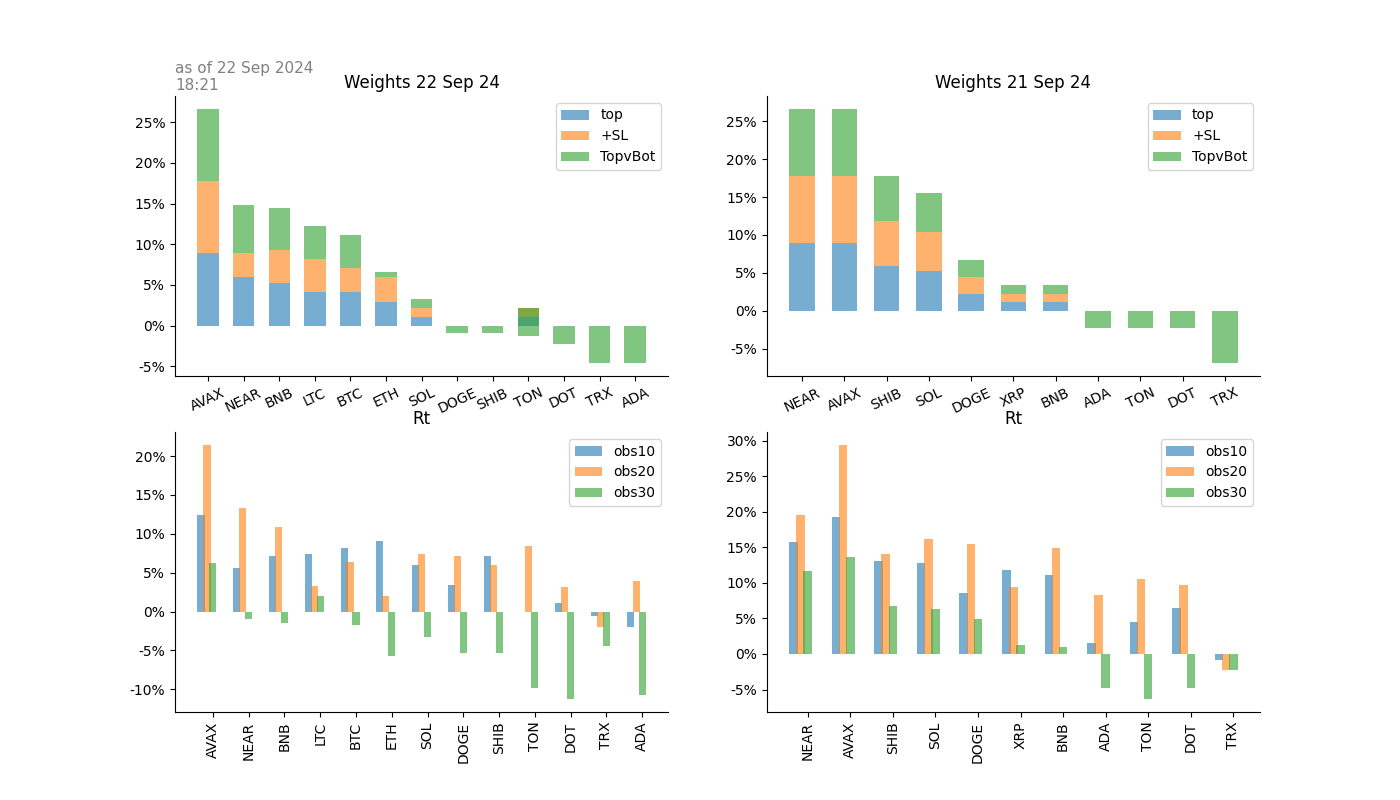 as of 22 Sep 2024
18:21
Weights 22 Sep 24
25%
20%
15%
10%
5%
0%
-5%
top
+SL
TopvBot
AVAX NEAR BNB LTC BTC ETH SOL DOGE SHIB TON DOT TRX ADA
Weights 21 Sep 24
25%
20%
15%
10%
5%
0%
-5%
top
+SL
TopvBot
NEAR AVAX SHIB SOL DOGE XRP BNB ADA TON DOT TRX
Rt
20%
15%
10%
5%
0%
-5%
-10%
obs10
obs20
obs30
AVAX NEAR BNB LTC BTC ETH SOL DOGE SHIB TON DOT TRX ADA
Rt
30%
25%
20%
15%
10%
5%
0%
-5%
obs10
obs20
obs30
NEAR AVAX SHIB SOL DOGE XRP BNB ADA TON DOT TRX